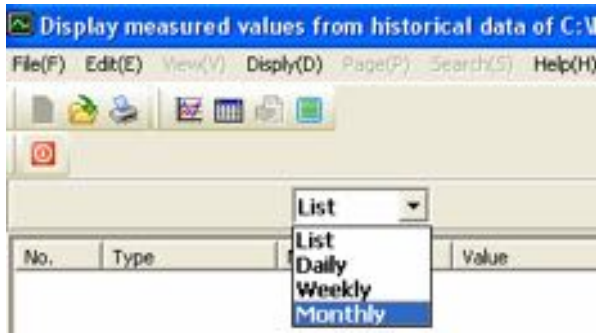 Display measured values from historical data of C:\
File(F) Edit(E) View(V) Disply(D) Page(P) Search(S) Help(H)
List
List
Daily
Weekly
Monthly
No. Type Value